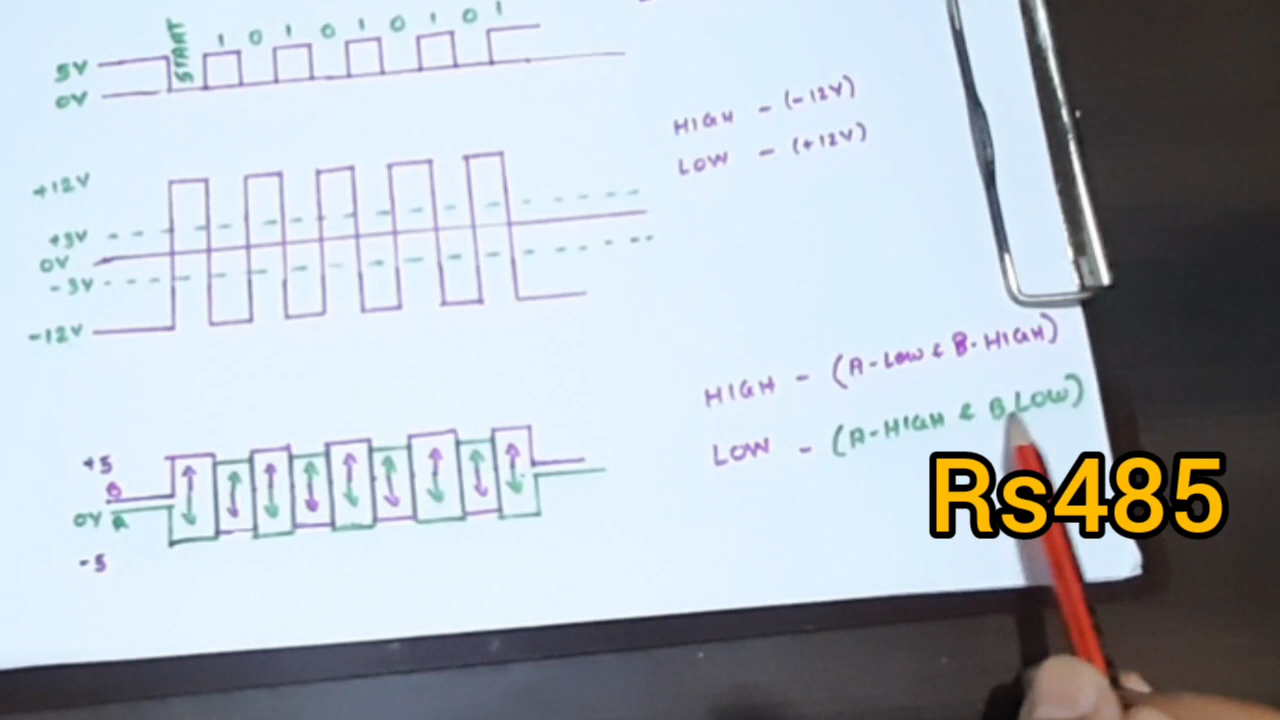 START 1 0 1 0 1 0 1 0 1
5V
0V
HIGH - (-12V)
LOW - (+12V)
+12V
+3V
0V
-3V
-12V
HIGH - (A-LOW & B-HIGH)
LOW - (A-HIGH & B LOW)
+5
B
0V A
-5
Rs485